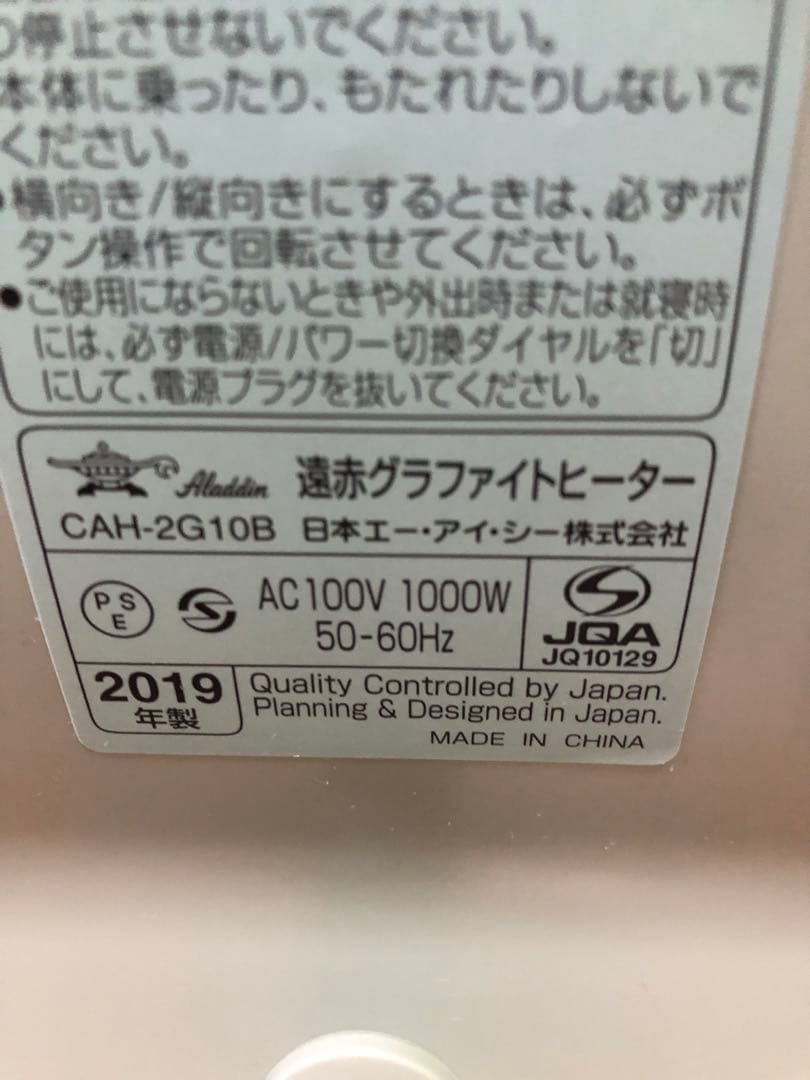 り停止させないでください。
本体に乗ったり、もたれたりしないで
ください。
●横向き/縦向きにするときは、必ずボ
タン操作で回転させてください。
●ご使用にならないときや外出時または就寝時
には、必ず電源/パワー切換ダイヤルを「切」
にして、電源プラグを抜いてください。
Aladdin 遠赤グラファイトヒーター
CAH-2G10B 日本エー・アイ・シー株式会社
PSE AC100V 1000W
50-60Hz
JQA
JQ10129
2019
年製
Quality Controlled by Japan.
Planning & Designed in Japan.
MADE IN CHINA